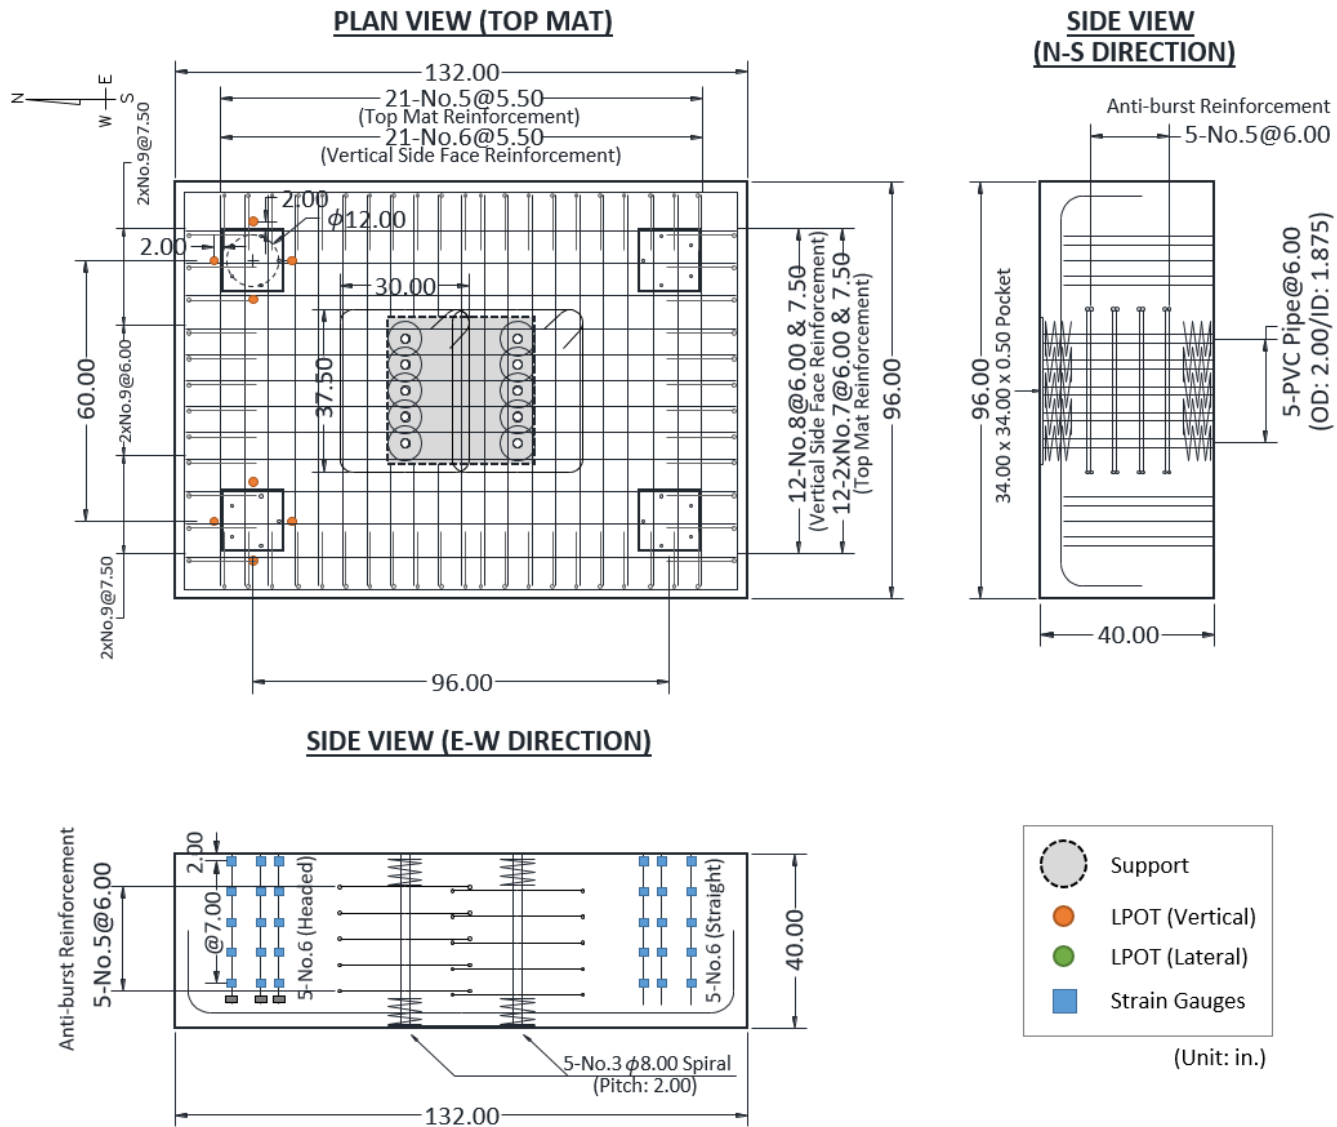 PLAN VIEW (TOP MAT)
SIDE VIEW
(N-S DIRECTION)
132.00
21-No.5@5.50
(Top Mat Reinforcement)
21-No.6@5.50
(Vertical Side Face Reinforcement)
N
E
S
W
2xNo.9@7.50
2.00
ϕ12.00
2.00
30.00
37.50
60.00
2xNo.9@6.00
2xNo.9@7.50
12-No.8@6.00 & 7.50
(Vertical Side Face Reinforcement)
12-2xNo.7@6.00 & 7.50
(Top Mat Reinforcement)
96.00
96.00
Anti-burst Reinforcement
5-No.5@6.00
96.00
34.00 x 34.00 x 0.50 Pocket
5-PVC Pipe@6.00
(OD: 2.00/ID: 1.875)
40.00
SIDE VIEW (E-W DIRECTION)
Anti-burst Reinforcement
5-No.5@6.00
2.00
@7.00
5-No.6 (Headed)
5-No.6 (Straight)
40.00
5-No.3 ϕ8.00 Spiral
(Pitch: 2.00)
132.00
Support
LPOT (Vertical)
LPOT (Lateral)
Strain Gauges
(Unit: in.)